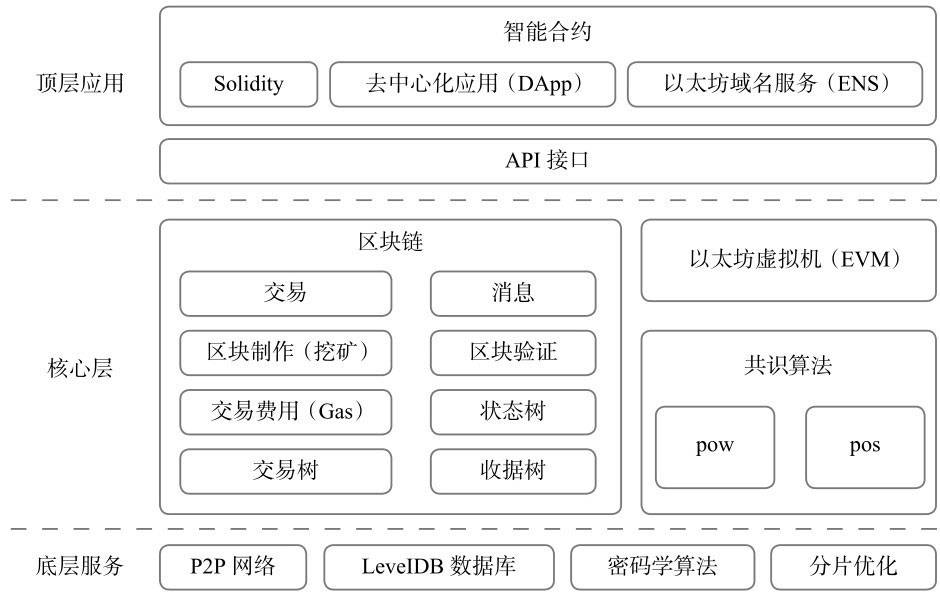 智能合约
顶层应用
Solidity
去中心化应用（DApp）
以太坊域名服务（ENS）
API 接口
区块链
以太坊虚拟机（EVM）
交易
消息
区块制作（挖矿）
区块验证
核心层
共识算法
交易费用（Gas）
状态树
pow
pos
交易树
收据树
底层服务
P2P 网络
LeveIDB 数据库
密码学算法
分片优化